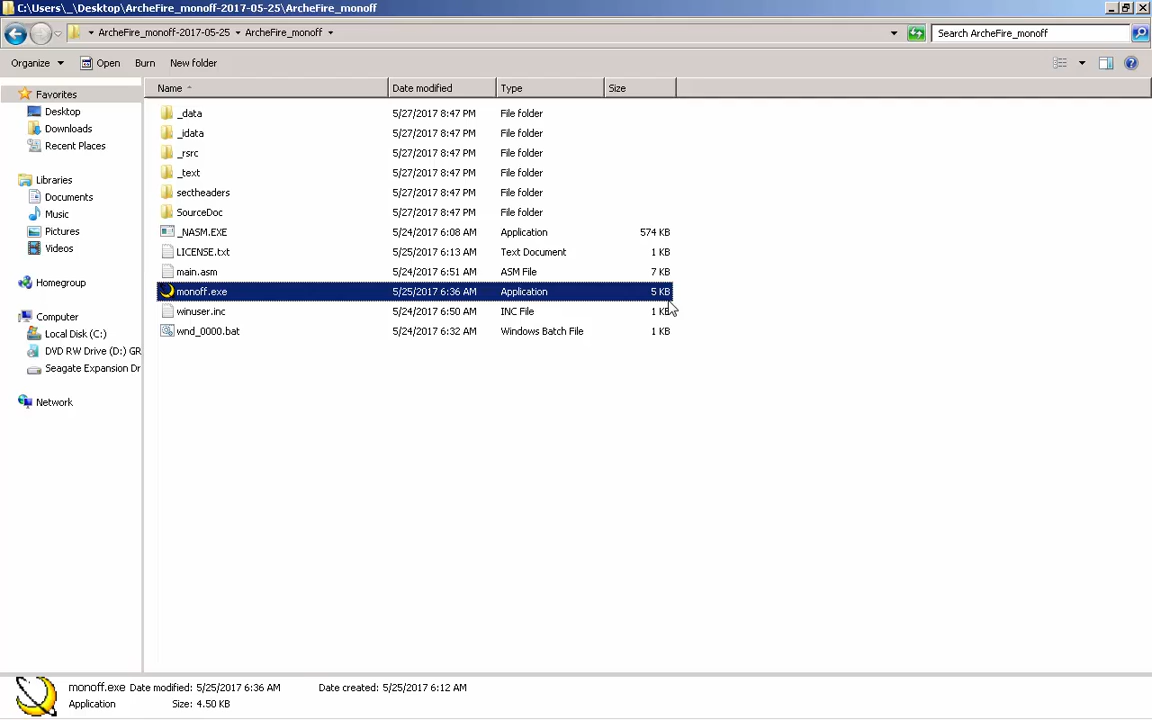 C:\Users\_\Desktop\ArcheFire_monoff-2017-05-25\ArcheFire_monoff
ArcheFire_monoff-2017-05-25 ArcheFire_monoff Search ArcheFire_monoff
Organize Open Burn New folder
Name Date modified Type Size
Favorites
Desktop
Downloads
Recent Places
Libraries
Documents
Music
Pictures
Videos
Homegroup
Computer
Local Disk (C:)
DVD RW Drive (D:) GR
Seagate Expansion Dr
Network
_data 5/27/2017 8:47 PM File folder
_idata 5/27/2017 8:47 PM File folder
_rsrc 5/27/2017 8:47 PM File folder
_text 5/27/2017 8:47 PM File folder
sectheaders 5/27/2017 8:47 PM File folder
SourceDoc 5/27/2017 8:47 PM File folder
_NASM.EXE 5/24/2017 6:08 AM Application 574 KB
LICENSE.txt 5/25/2017 6:13 AM Text Document 1 KB
main.asm 5/24/2017 6:51 AM ASM File 7 KB
monoff.exe 5/25/2017 6:36 AM Application 5 KB
winuser.inc 5/24/2017 6:50 AM INC File 1 KB
wnd_0000.bat 5/24/2017 6:32 AM Windows Batch File 1 KB
monoff.exe Date modified: 5/25/2017 6:36 AM Date created: 5/25/2017 6:12 AM
Application Size: 4.50 KB